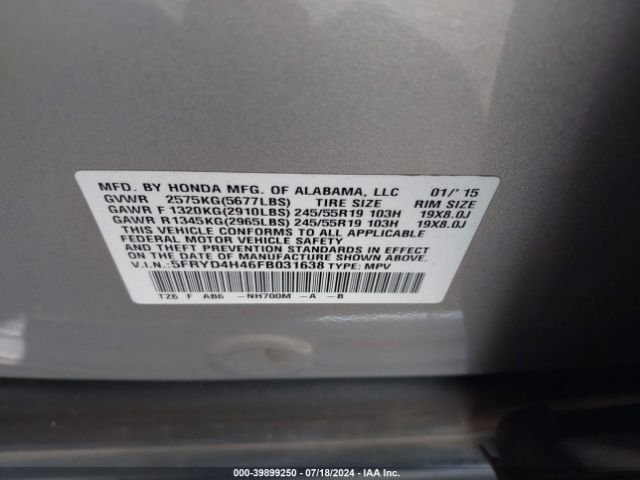 MFD. BY HONDA MFG. OF ALABAMA, LLC 01/'15
GVWR 2575KG(5677LBS) TIRE SIZE RIM SIZE
GAWR F 1320KG(2910LBS) 245/55R19 103H 19X8.0J
GAWR R1345KG(2965LBS) 245/55R19 103H 19X8.0J
THIS VEHICLE CONFORMS TO ALL APPLICABLE
FEDERAL MOTOR VEHICLE SAFETY
AND THEFT PREVENTION STANDARDS IN EFFECT
ON THE DATE OF MANUFACTURE SHOWN ABOVE.
V.I.N.:5FRYD4H46FB031638 TYPE: MPV
TZ6 F AB6 -NH700M -A -B
DW-COPART-39899250 / 07/18/2024 / IAA Inc.